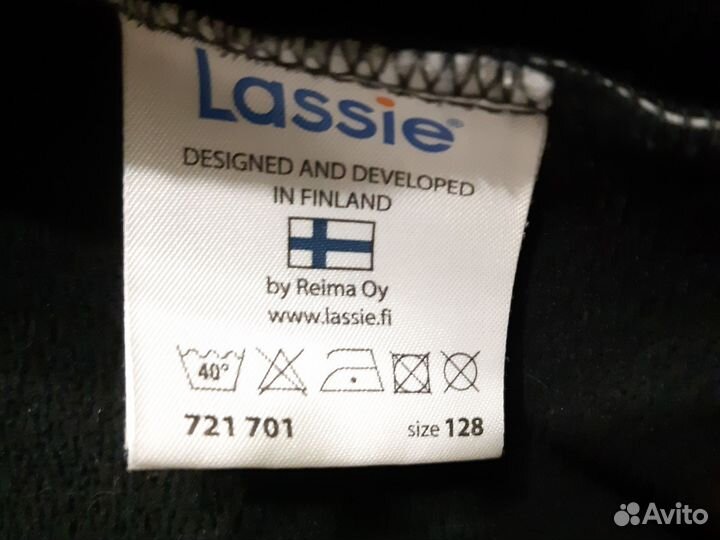 Lassie®
DESIGNED AND DEVELOPED
IN FINLAND
by Reima Oy
www.lassie.fi
40°
721 701 size 128
Avito